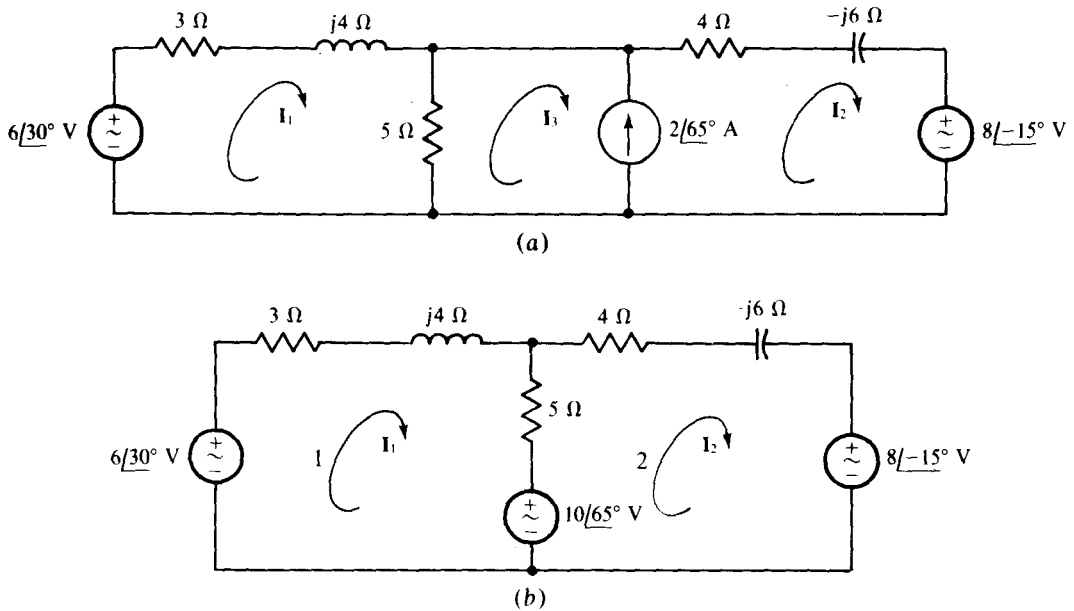 3 Ω
j4 Ω
4 Ω
-j6 Ω
6/30° V
+
~
−
I₁
5 Ω
I₃
2/65° A
I₂
+
~
−
8/−15° V
(a)
3 Ω
j4 Ω
4 Ω
-j6 Ω
5 Ω
6/30° V
+
~
−
1
I₁
2
I₂
+
~
−
8/−15° V
+
~
−
10/65° V
(b)